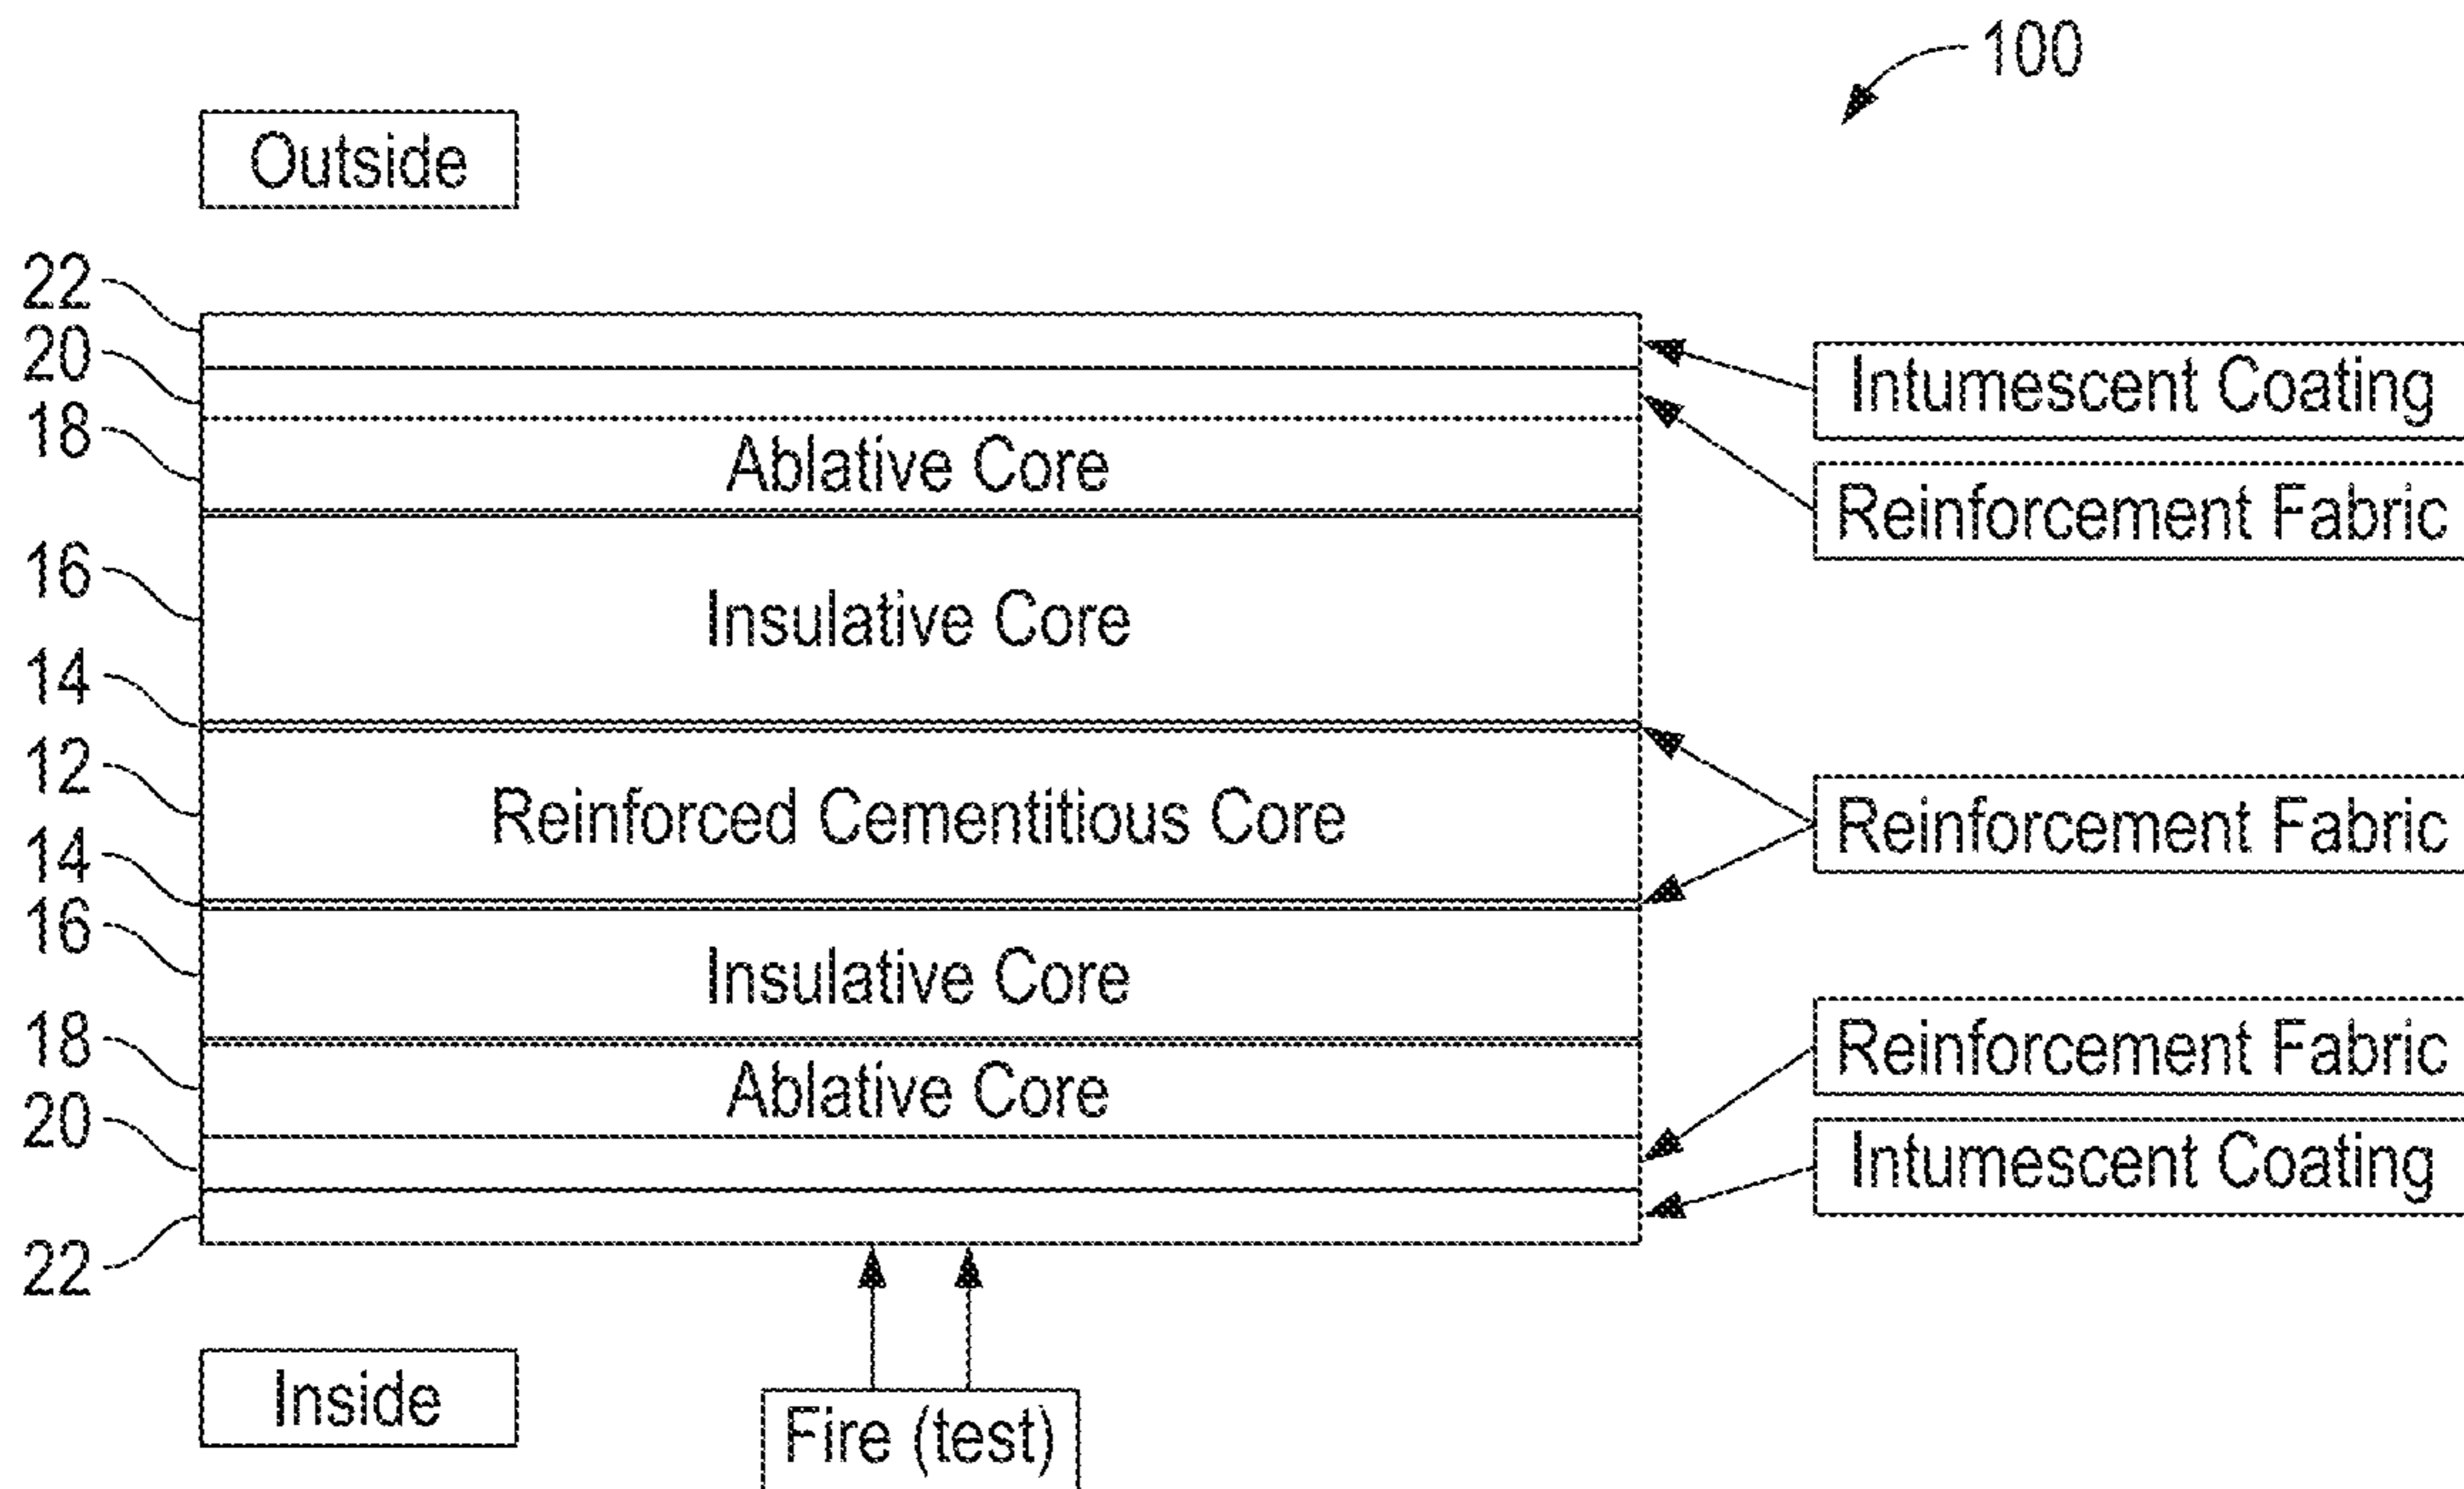 100
Outside
22
20
18
16
14
12
14
16
18
20
22
Ablative Core
Insulative Core
Reinforced Cementitious Core
Insulative Core
Ablative Core
Intumescent Coating
Reinforcement Fabric
Reinforcement Fabric
Reinforcement Fabric
Intumescent Coating
Inside
Fire (test)